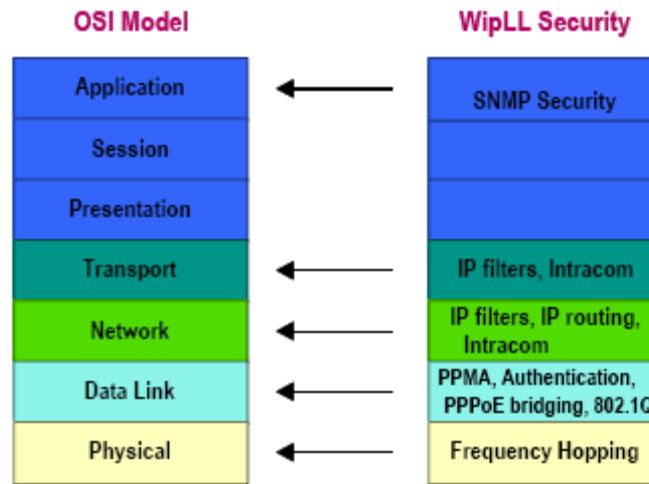 OSI Model
WipLL Security
Application
SNMP Security
Session
Presentation
Transport
IP filters, Intracom
Network
IP filters, IP routing,
Intracom
Data Link
PPMA, Authentication,
PPPoE bridging, 802.1Q
Physical
Frequency Hopping